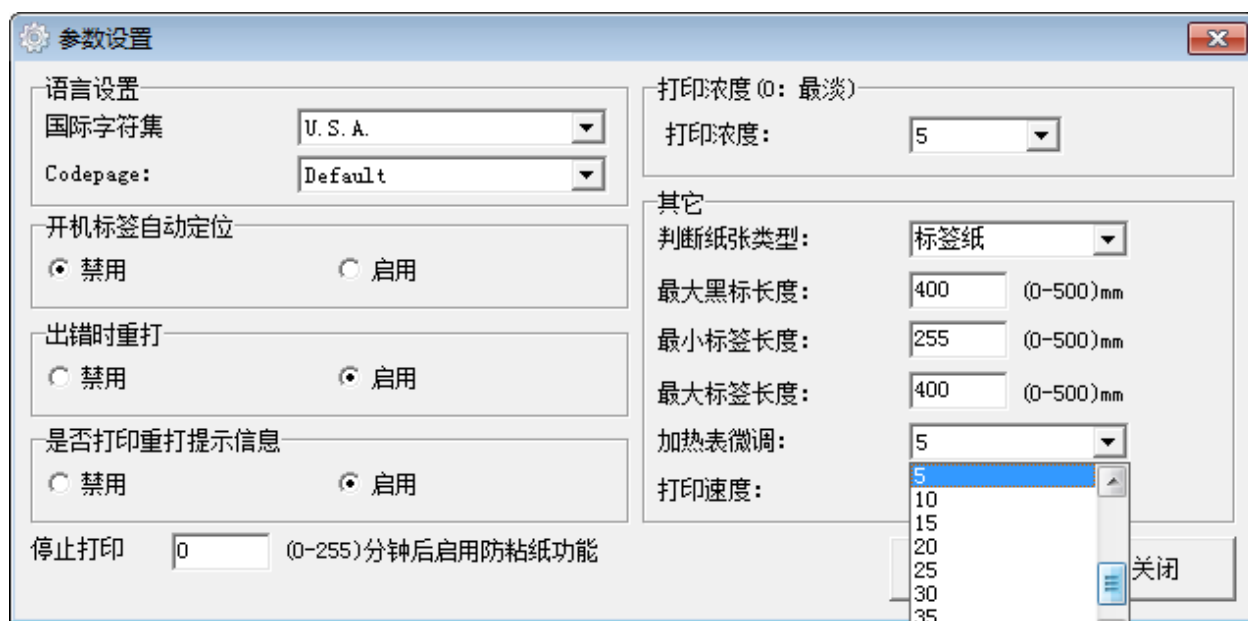 参数设置
语言设置
国际字符集 U.S.A.
Codepage: Default
开机标签自动定位
禁用 启用
出错时重打
禁用 启用
是否打印重打提示信息
禁用 启用
停止打印 0 (0-255)分钟后启用防粘纸功能
打印浓度(0: 最淡)
打印浓度: 5
其它
判断纸张类型: 标签纸
最大黑标长度: 400 (0-500)mm
最小标签长度: 255 (0-500)mm
最大标签长度: 400 (0-500)mm
加热表微调: 5
打印速度:
5
10
15
20
25
30
35
关闭